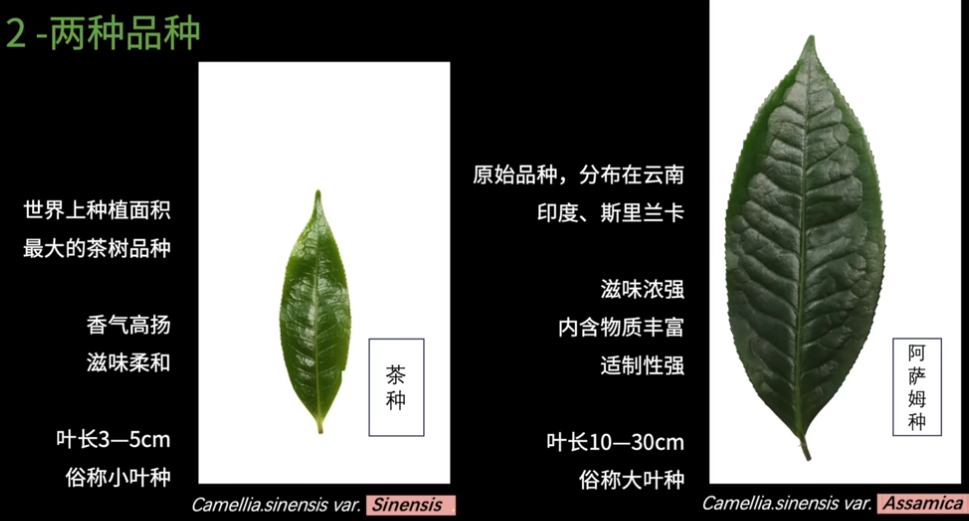 2 -两种品种
世界上种植面积
最大的茶树品种
香气高扬
滋味柔和
叶长3—5cm
俗称小叶种
茶
种
Camellia.sinensis var. Sinensis
原始品种，分布在云南
印度、斯里兰卡
滋味浓强
内含物质丰富
适制性强
叶长10—30cm
俗称大叶种
阿
萨
姆
种
Camellia.sinensis var. Assamica